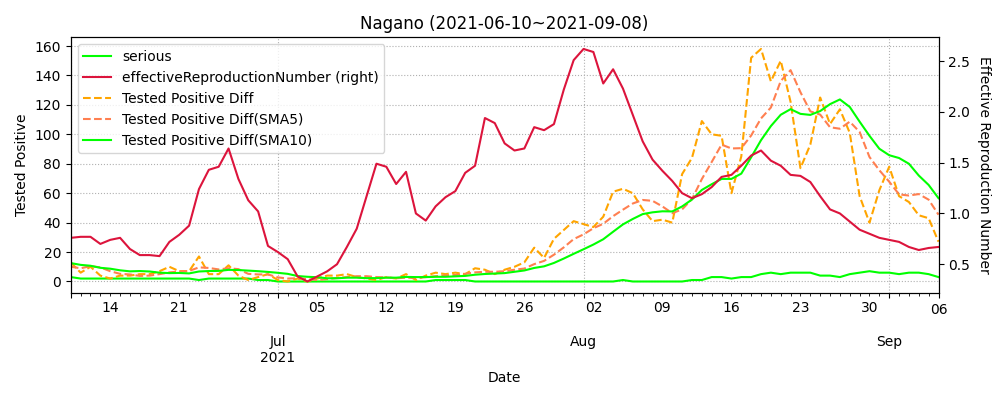 Nagano (2021-06-10~2021-09-08)
serious
effectiveReproductionNumber (right)
Tested Positive Diff
Tested Positive Diff(SMA5)
Tested Positive Diff(SMA10)
Tested Positive
160
140
120
100
80
60
40
20
0
2.5
2.0
1.5
1.0
0.5
Effective Reproduction Number
14 21 28 05 12 19 26 02 09 16 23 30 06
Jul Aug Sep
2021
Date